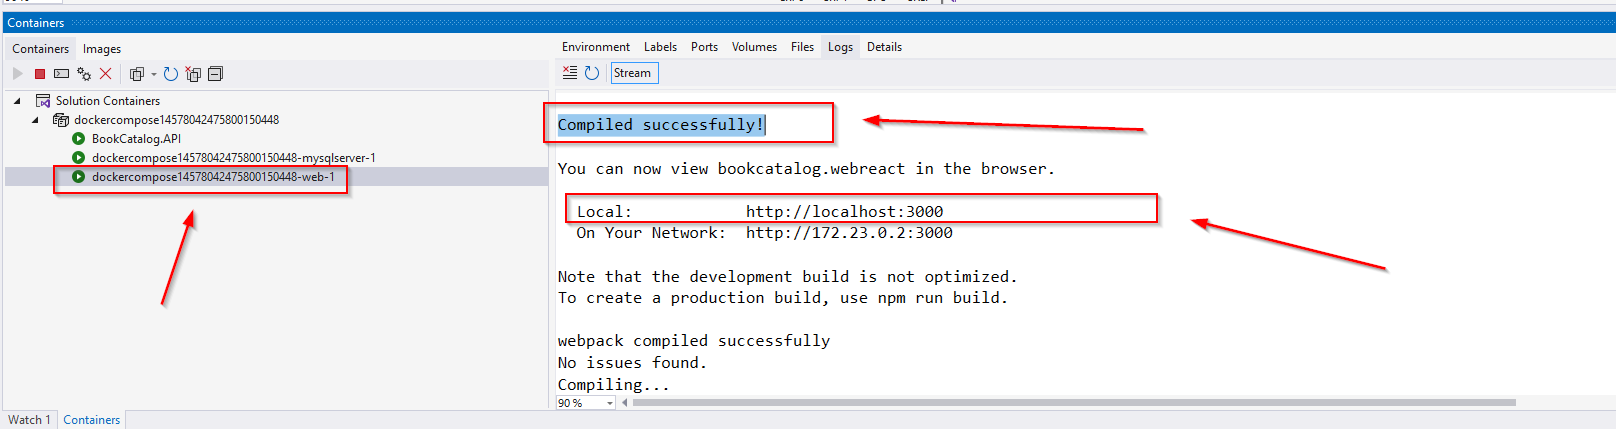 Containers
Containers Images
Solution Containers
dockercompose14578042475800150448
BookCatalog.API
dockercompose14578042475800150448-mysqlserver-1
dockercompose14578042475800150448-web-1
Environment Labels Ports Volumes Files Logs Details
Stream
Compiled successfully!
You can now view bookcatalog.webreact in the browser.
Local: http://localhost:3000
On Your Network: http://172.23.0.2:3000
Note that the development build is not optimized.
To create a production build, use npm run build.
webpack compiled successfully
No issues found.
Compiling...
90 %
Watch 1 Containers